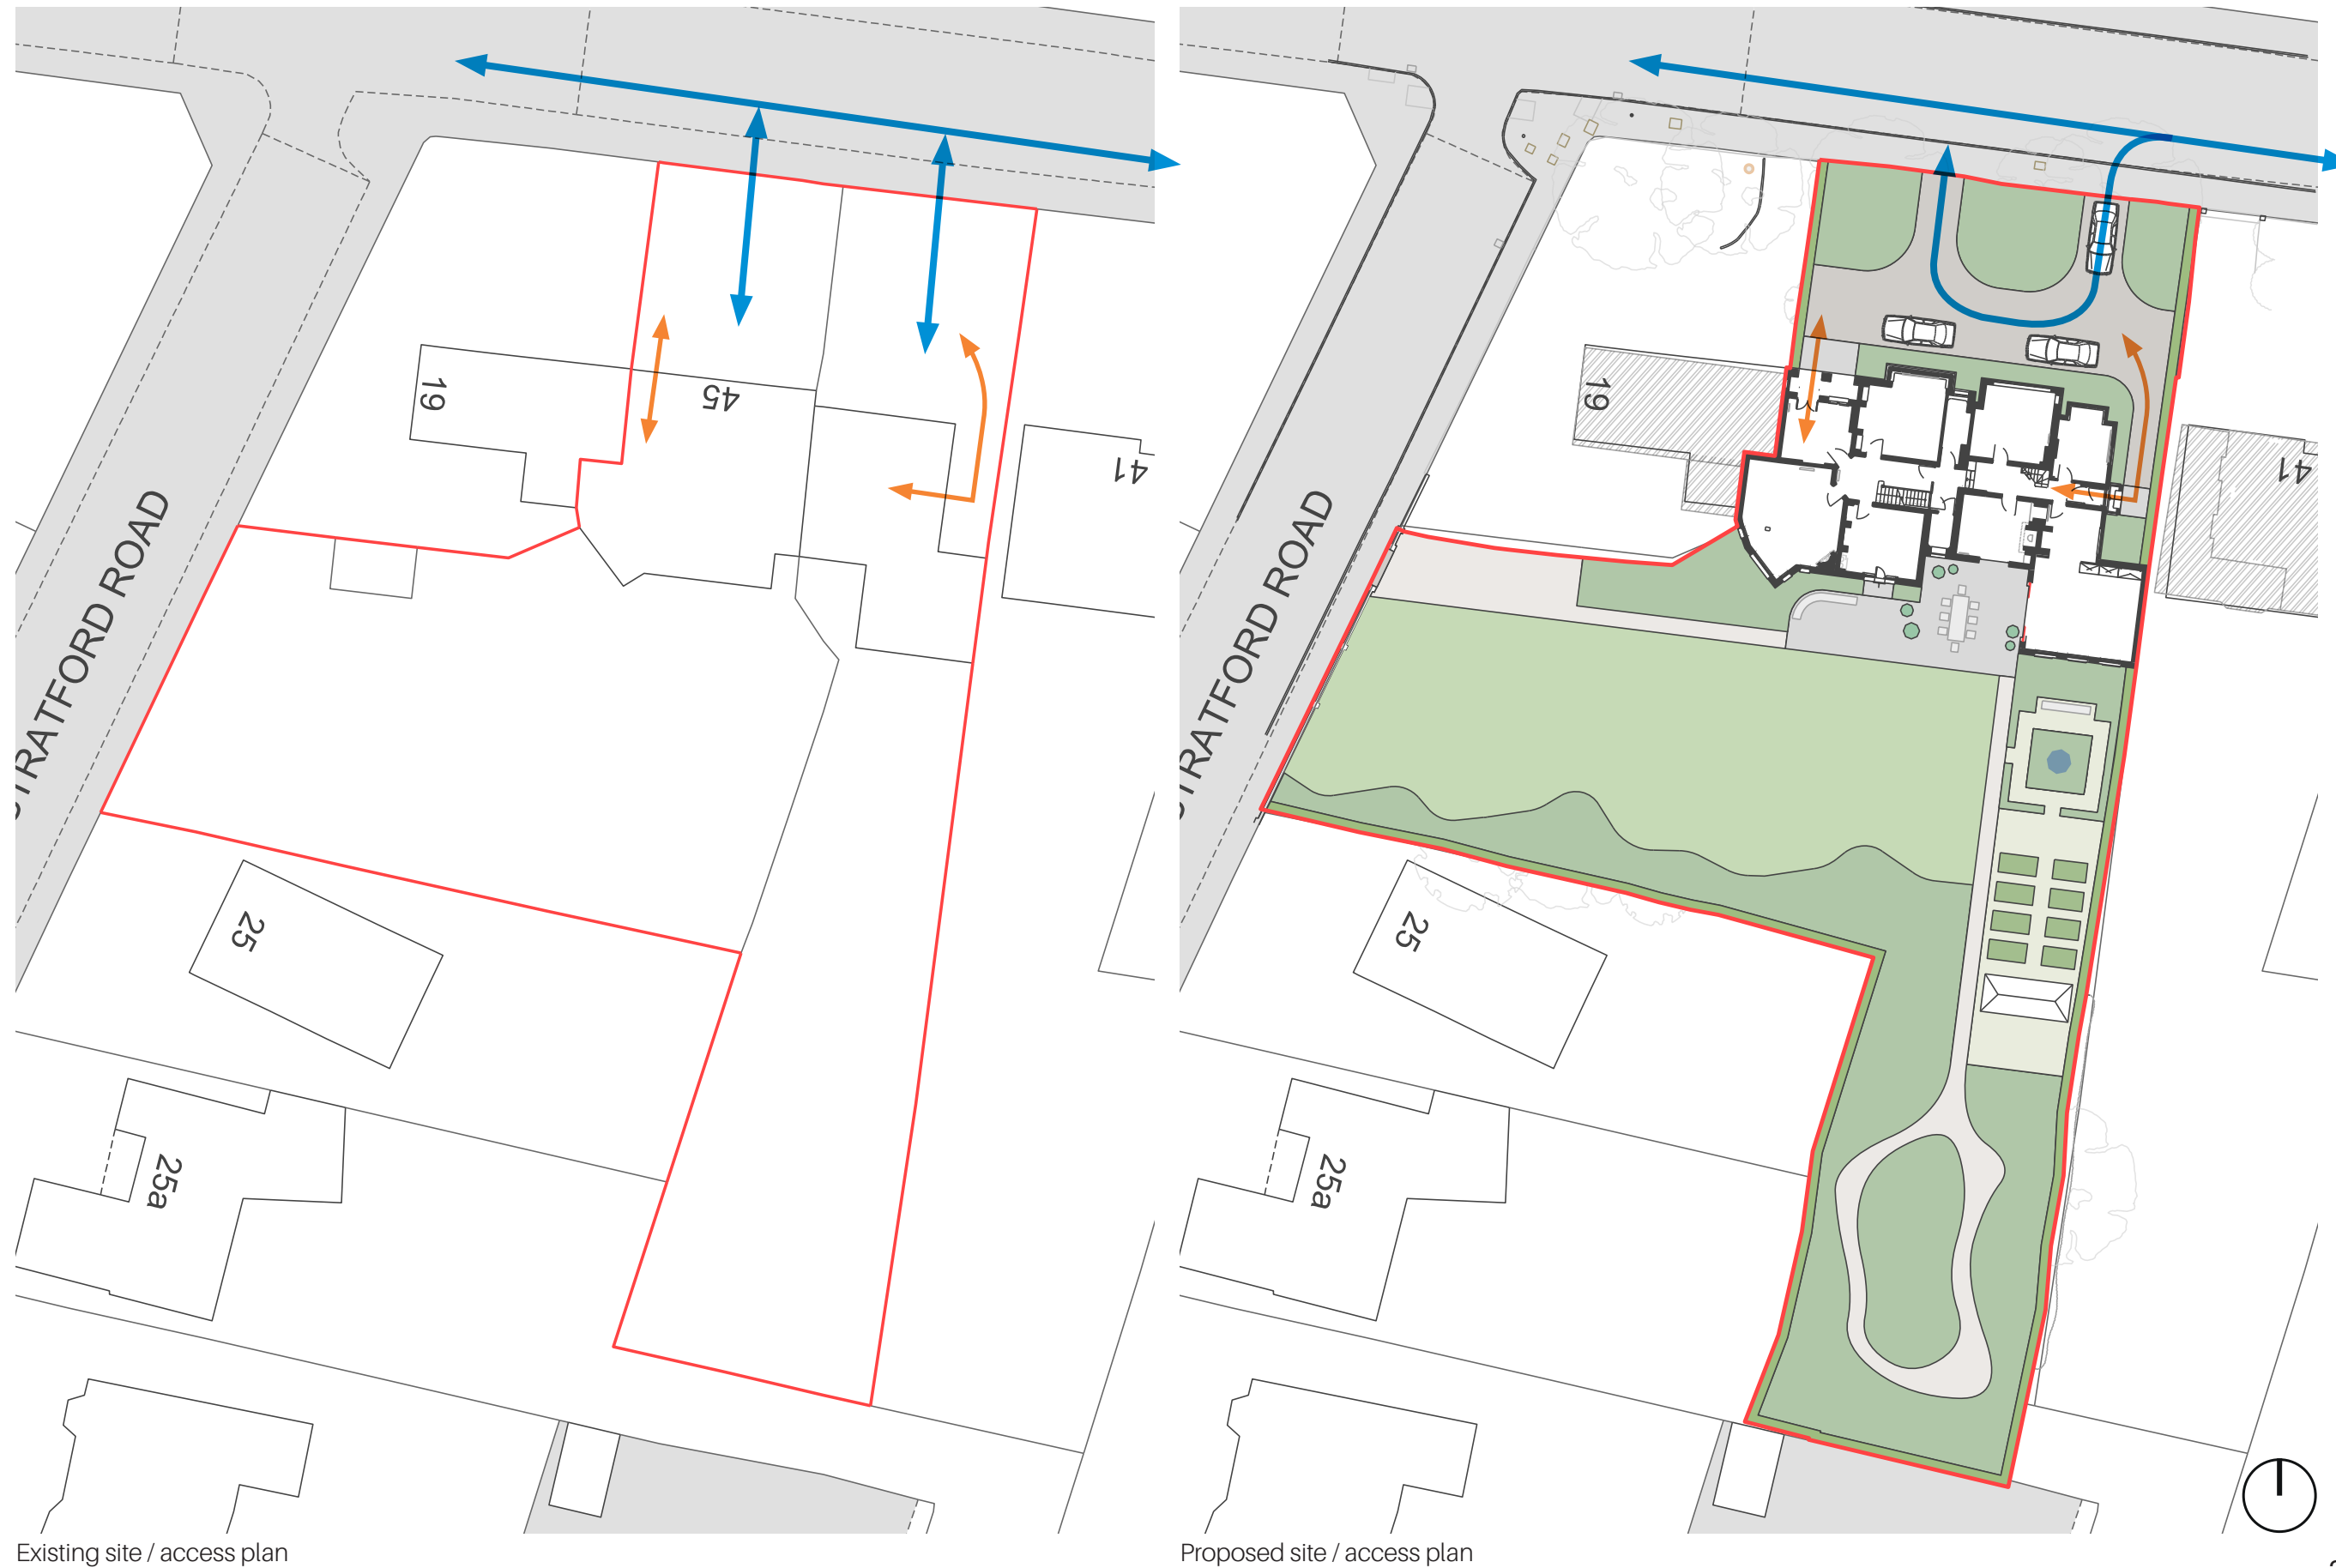 19
45
41
STRATFORD ROAD
25
25a
Existing site / access plan
19
41
STRATFORD ROAD
25
25a
Proposed site / access plan